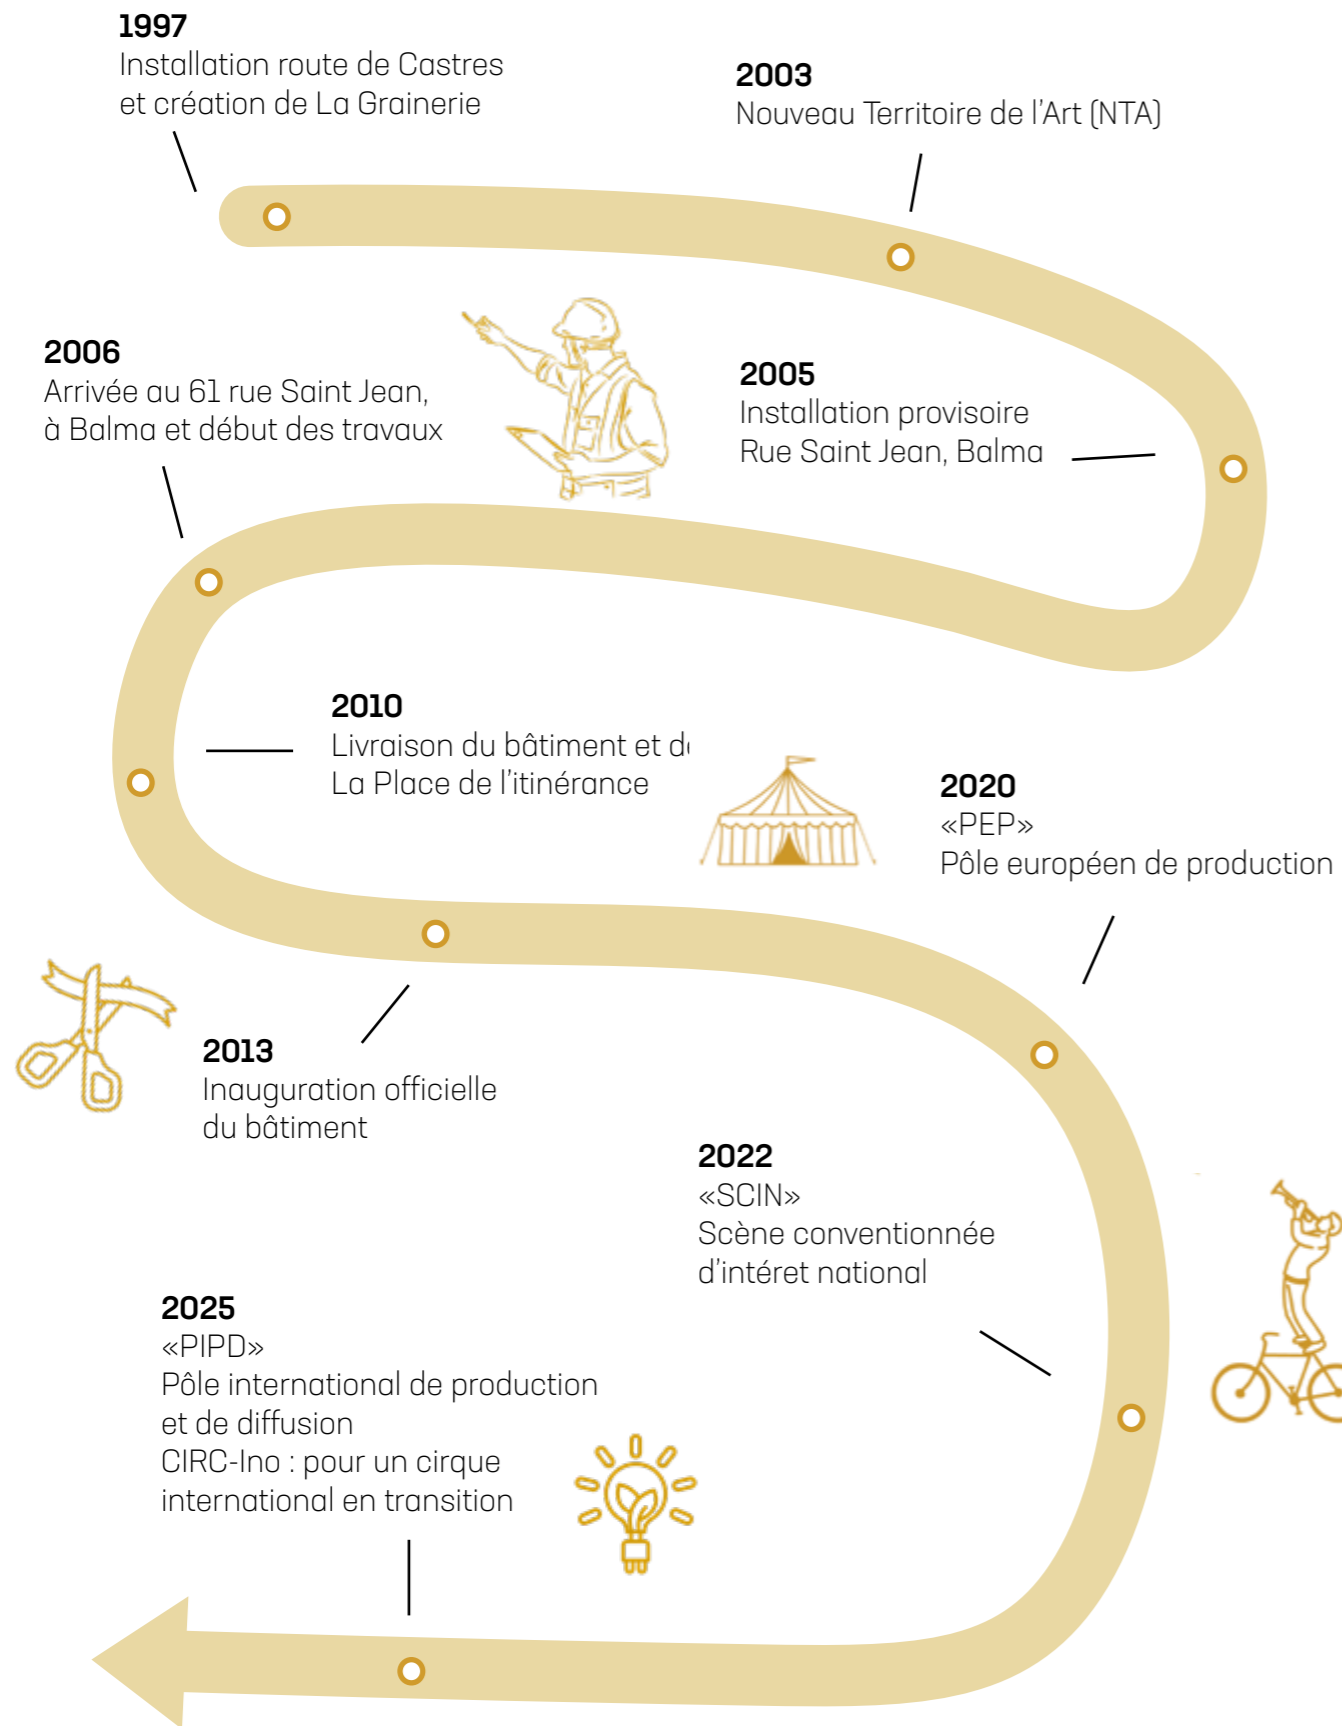 1997
Installation route de Castres
et création de La Grainerie
2003
Nouveau Territoire de l'Art (NTA)
2005
Installation provisoire
Rue Saint Jean, Balma
2006
Arrivée au 61 rue Saint Jean,
à Balma et début des travaux
2010
Livraison du bâtiment et
La Place de l'itinérance
2013
Inauguration officielle
du bâtiment
2020
«PEP»
Pôle européen de production
2022
«SCIN»
Scène conventionnée
d'intéret national
2025
«PIPD»
Pôle international de production
et de diffusion
CIRC-Ino : pour un cirque
international en transition